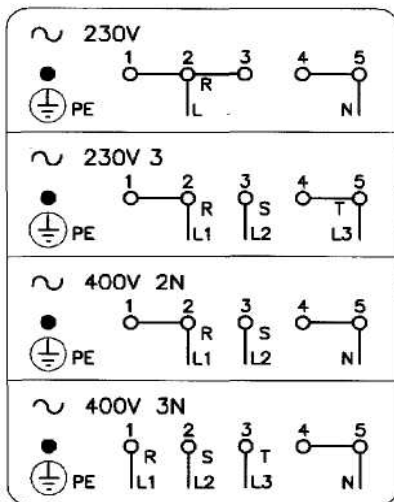 ∿ 230V
1 2 3 4 5
R
PE L N
∿ 230V 3
1 2 3 4 5
R S T
PE L1 L2 L3
∿ 400V 2N
1 2 3 4 5
R S
PE L1 L2 N
∿ 400V 3N
1 2 3 4 5
R S T
PE L1 L2 L3 N